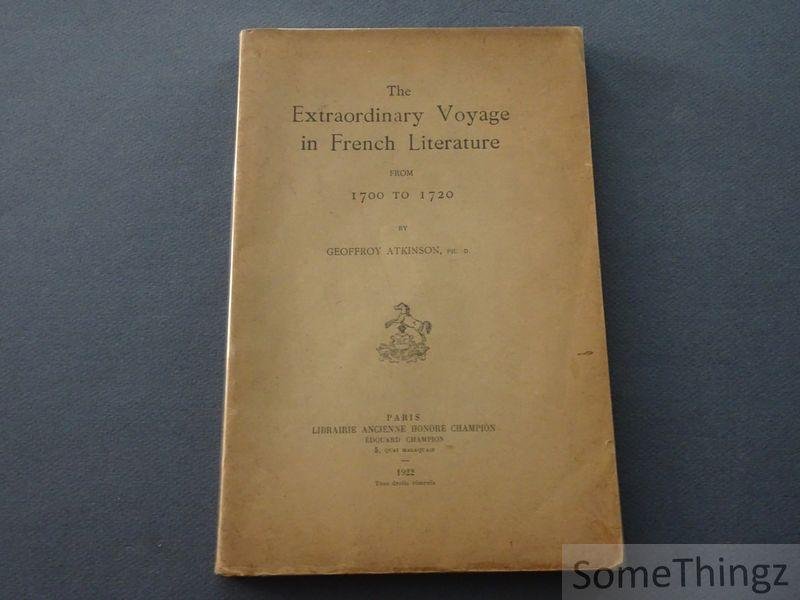 The
Extraordinary Voyage
in French Literature
FROM
1700 TO 1720
BY
GEOFFROY ATKINSON, PH. D.
PARIS
LIBRAIRIE ANCIENNE HONORÉ CHAMPION
ÉDOUARD CHAMPION
5, QUAI MALAQUAIS
1922
Tous droits réservés
SomeThingz